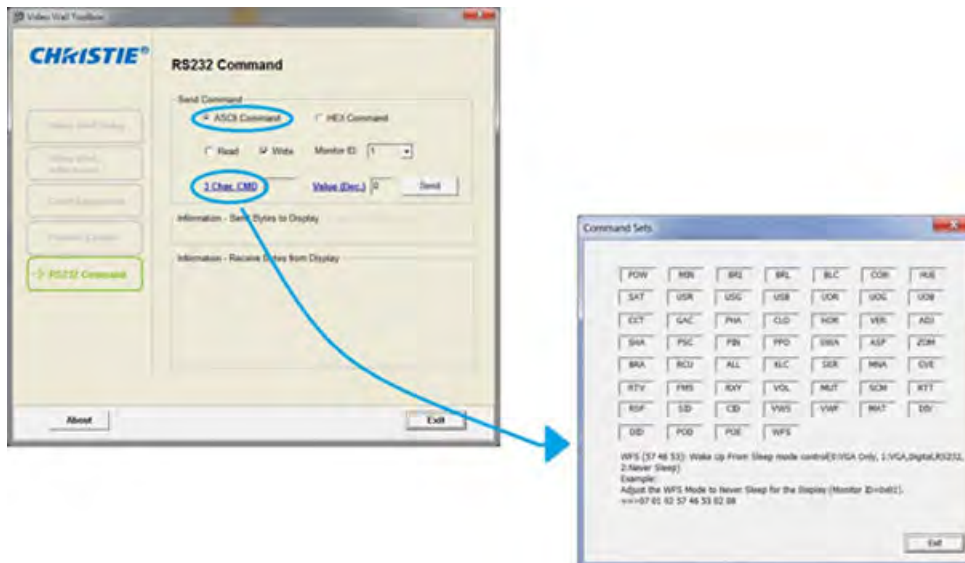 Video Wall Toolbox
CHRISTIE®
RS232 Command
Send Command
ASCII Command HEX Command
Read Write Monitor ID: 1
3 Char. CMD Value (Dec.) 0 Send
Information - Send Bytes to Display
Information - Receive Bytes from Display
RS232 Command
About Exit
Command Sets
POW MIN BRI BRL BLC CON HUE
SAT USR USG USB UOR UOG UOB
CCT GAC PHA CLO HOR VER ADJ
SHA PSC PIN PPO SWA ASP ZOM
BRA RCU ALL KLC SER MNA GVE
RTV FMS RXY VOL MUT SCM RTT
SID CID VWS VWF MAT
DID POD POE WFS
WFS (57 46 53): Wake Up From Sleep mode control(0:VGA Only, 1:VGA,Digital,RS232,
2:Never Sleep)
Example:
Adjust the WFS Mode to Never Sleep for the Display (Monitor ID=0x01).
==>07 01 02 57 46 53 02 08
Exit